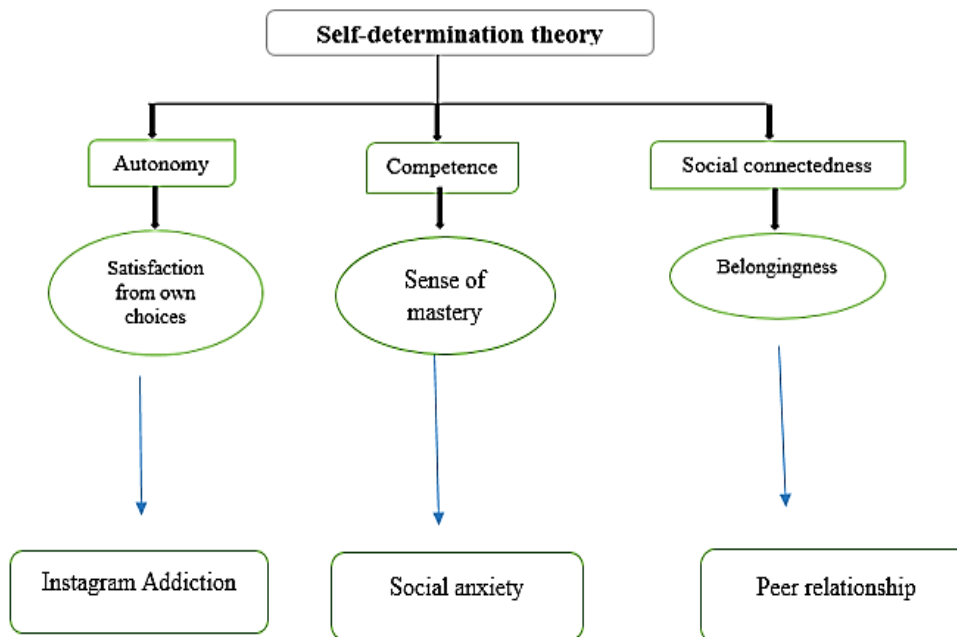 Self-determination theory
Autonomy
Competence
Social connectedness
Satisfaction
from own
choices
Sense of
mastery
Belongingness
Instagram Addiction
Social anxiety
Peer relationship